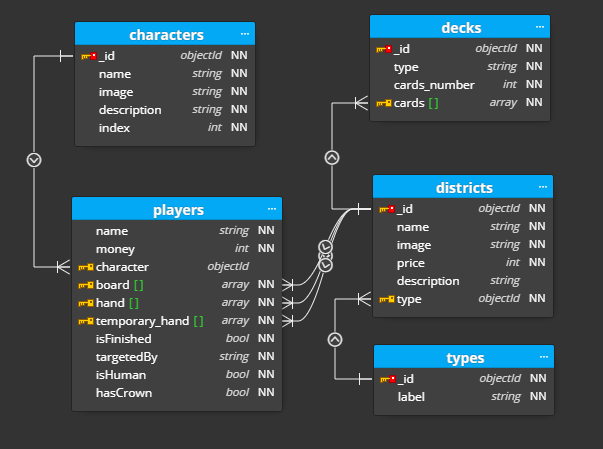 characters ...
_id objectId NN
name string NN
image string NN
description string NN
index int NN
players ...
name string NN
money int NN
character objectId
board [] array NN
hand [] array NN
temporary_hand [] array NN
isFinished bool NN
targetedBy string NN
isHuman bool NN
hasCrown bool NN
decks ...
_id objectId NN
type string NN
cards_number int NN
cards [] array NN
districts ...
_id objectId NN
name string NN
image string NN
price int NN
description string
type objectId NN
types ...
_id objectId NN
label string NN